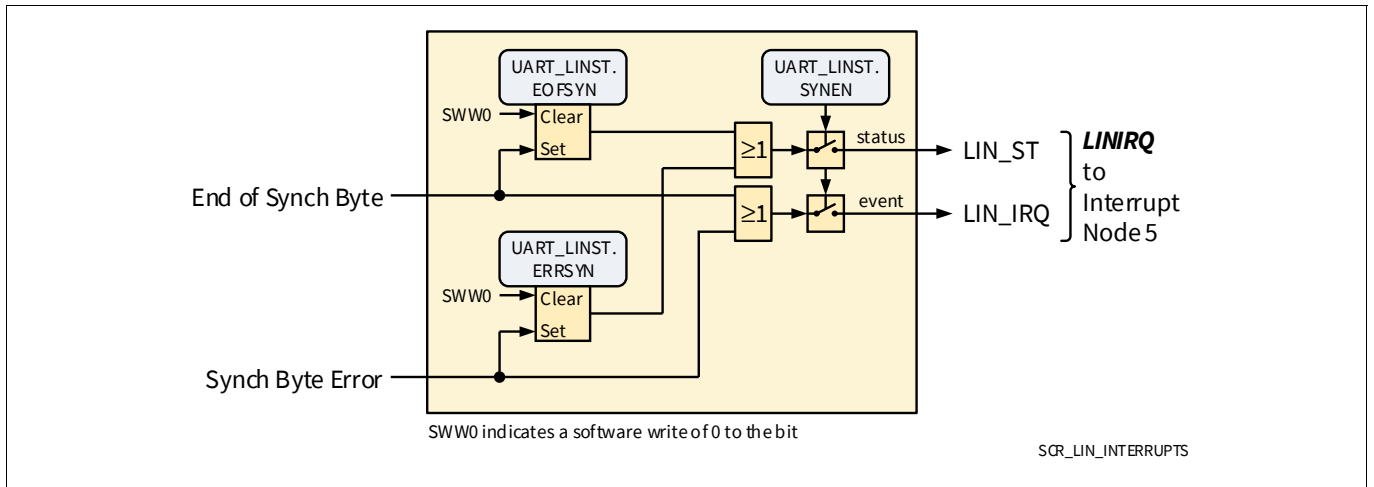 UART_LINST.
EOFSYN
UART_LINST.
SYNEN
SWW0
Clear
Set
≥1
status
LIN_ST
LINIRQ
to
Interrupt
Node 5
End of Synch Byte
≥1
event
LIN_IRQ
UART_LINST.
ERRSYN
SWW0
Clear
Set
Synch Byte Error
SWW0 indicates a software write of 0 to the bit
SCR_LIN_INTERRUPTS